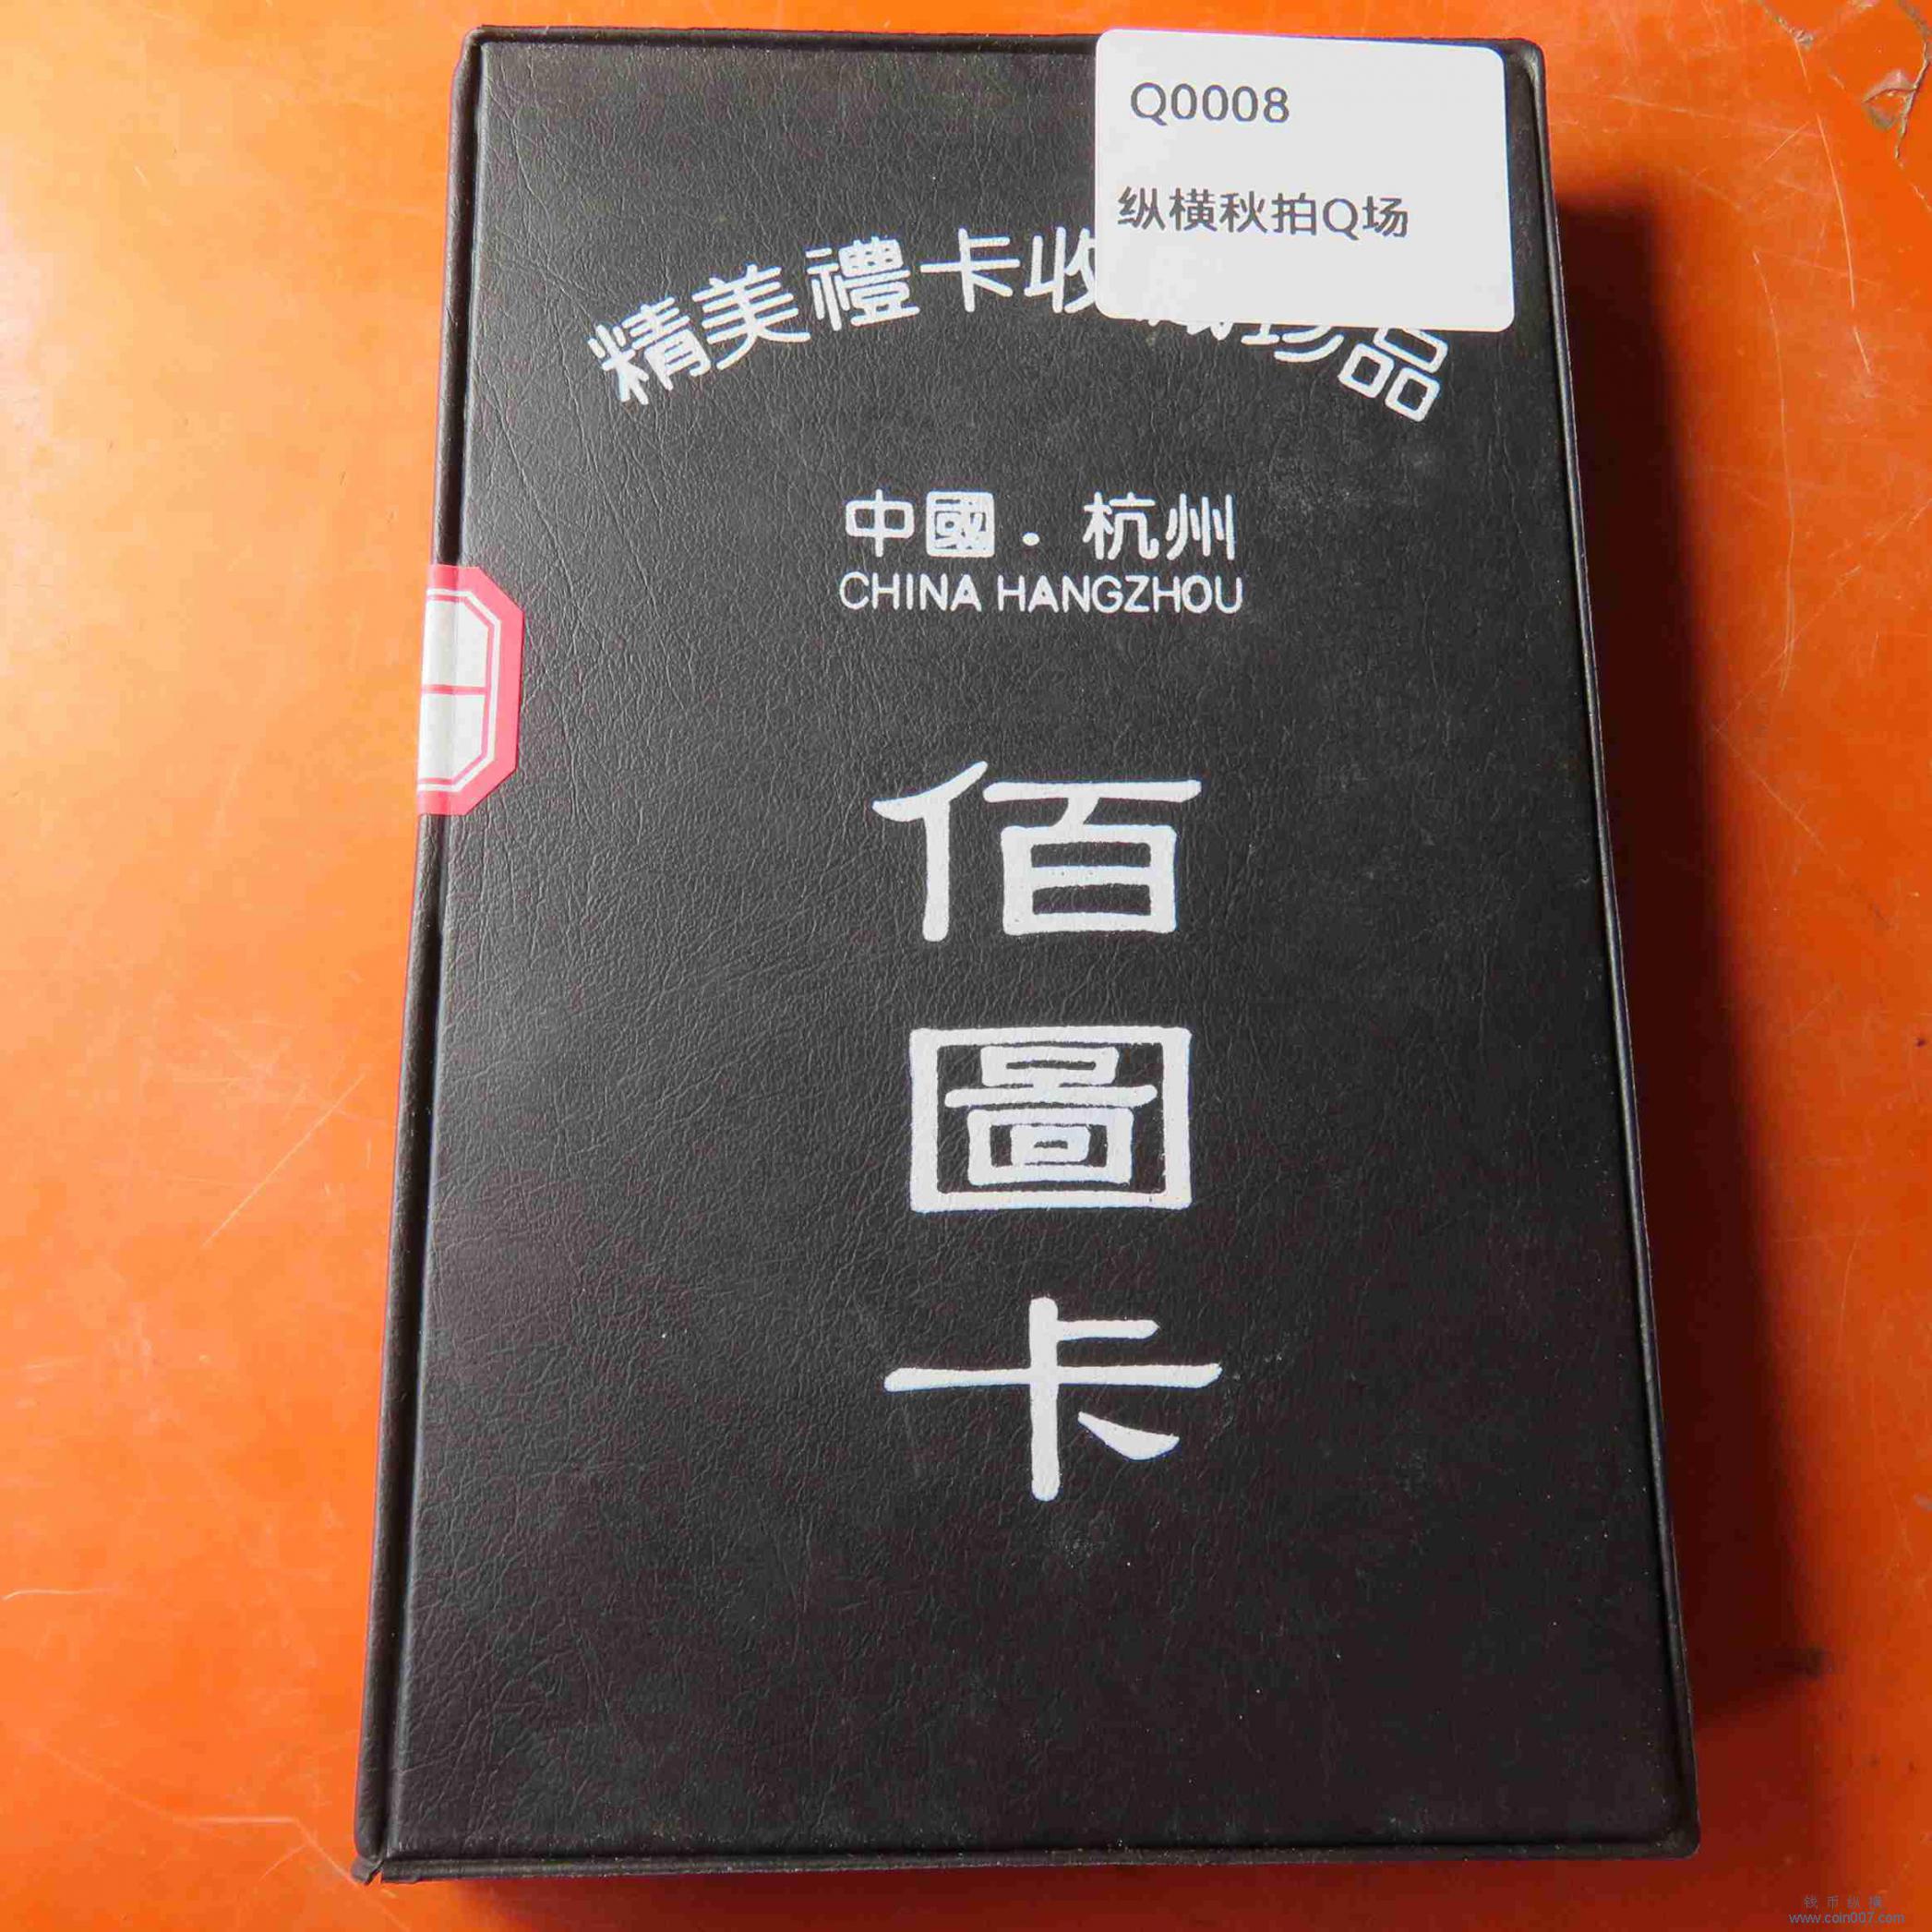 Q0008
纵横秋拍Q场
精美禮卡收藏珍品
中國·杭州
CHINA HANGZHOU
佰
圖
卡
钱币纵横
www.coin007.com